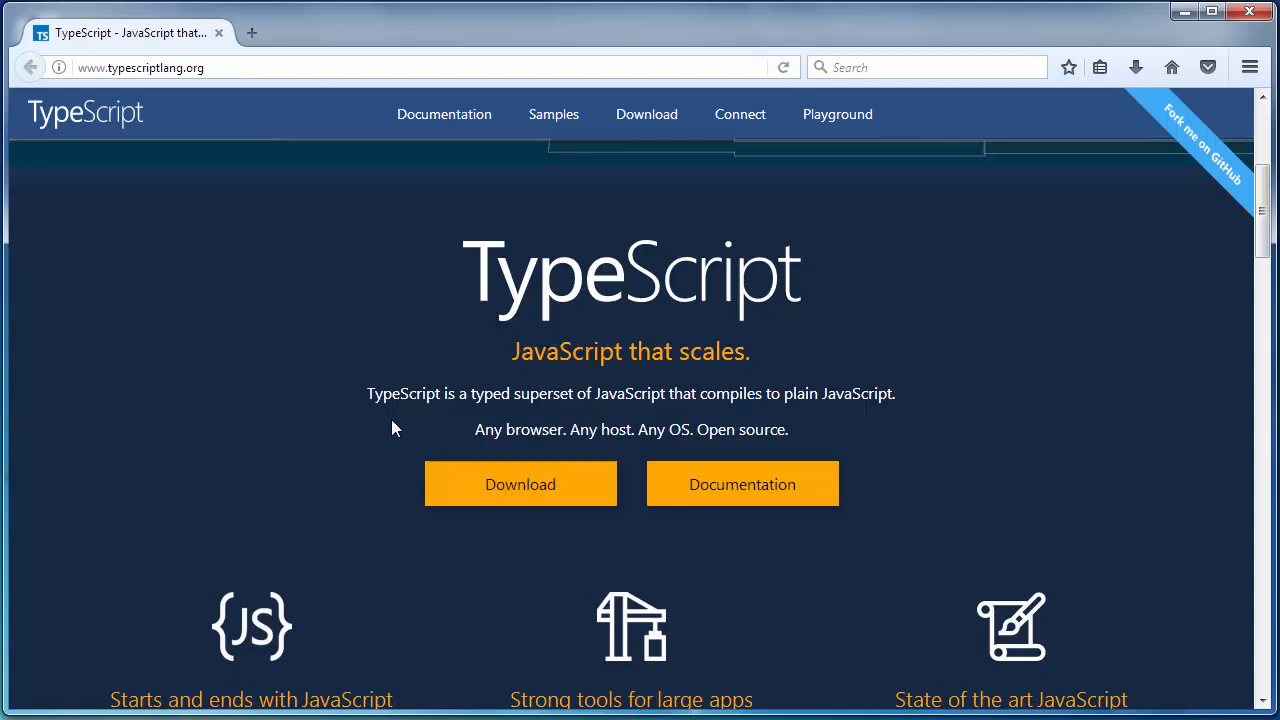 TS TypeScript - JavaScript that...
www.typescriptlang.org
Search
TypeScript
Documentation
Samples
Download
Connect
Playground
Fork me on GitHub
TypeScript
JavaScript that scales.
TypeScript is a typed superset of JavaScript that compiles to plain JavaScript.
Any browser. Any host. Any OS. Open source.
Download
Documentation
{JS}
Starts and ends with JavaScript
Strong tools for large apps
State of the art JavaScript